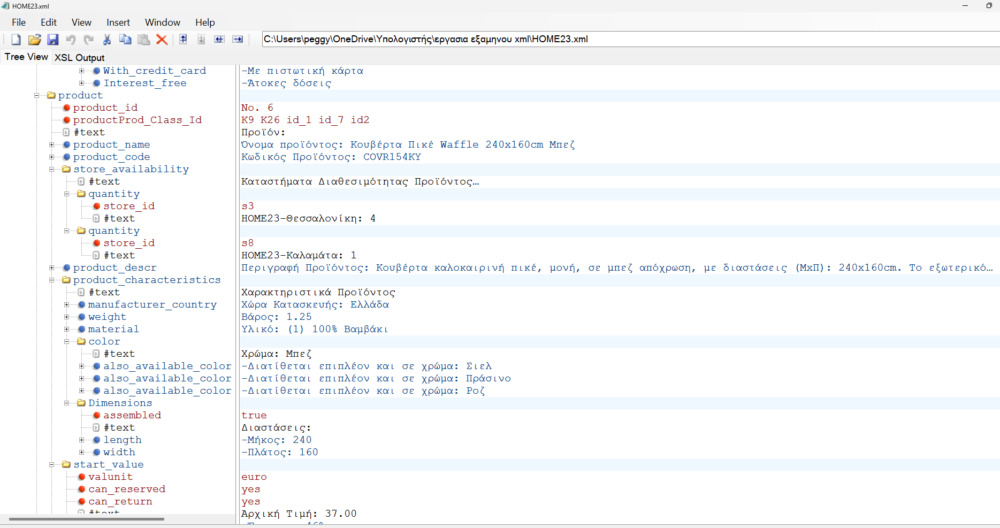 HOME23.xml
File Edit View Insert Window Help
C:\Users\peggy\OneDrive\Υπολογιστής\εργασια εξαμηνου xml\HOME23.xml
Tree View XSL Output
With_credit_card -Με πιστωτική κάρτα
Interest_free -Άτοκες δόσεις
product
product_id No. 6
productProd_Class_Id K9 K26 id_1 id_7 id2
#text Προϊόν:
product_name Όνομα προϊόντος: Κουβέρτα Πικέ Waffle 240x160cm Μπεζ
product_code Κωδικός Προϊόντος: COVR154KY
store_availability
#text Καταστήματα Διαθεσιμότητας Προϊόντος…
quantity
store_id s3
#text HOME23-Θεσσαλονίκη: 4
quantity
store_id s8
#text HOME23-Καλαμάτα: 1
product_descr Περιγραφή Προϊόντος: Κουβέρτα καλοκαιρινή πικέ, μονή, σε μπεζ απόχρωση, με διαστάσεις (ΜxΠ): 240x160cm. Το εξωτερικό…
product_characteristics
#text Χαρακτηριστικά Προϊόντος
manufacturer_country Χώρα Κατασκευής: Ελλάδα
weight Βάρος: 1.25
material Υλικό: (1) 100% Βαμβάκι
color
#text Χρώμα: Μπεζ
also_available_color -Διατίθεται επιπλέον και σε χρώμα: Σιελ
also_available_color -Διατίθεται επιπλέον και σε χρώμα: Πράσινο
also_available_color -Διατίθεται επιπλέον και σε χρώμα: Ροζ
Dimensions
assembled true
#text Διαστάσεις:
length -Μήκος: 240
width -Πλάτος: 160
start_value
valunit euro
can_reserved yes
can_return yes
#text Αρχική Τιμή: 37.00